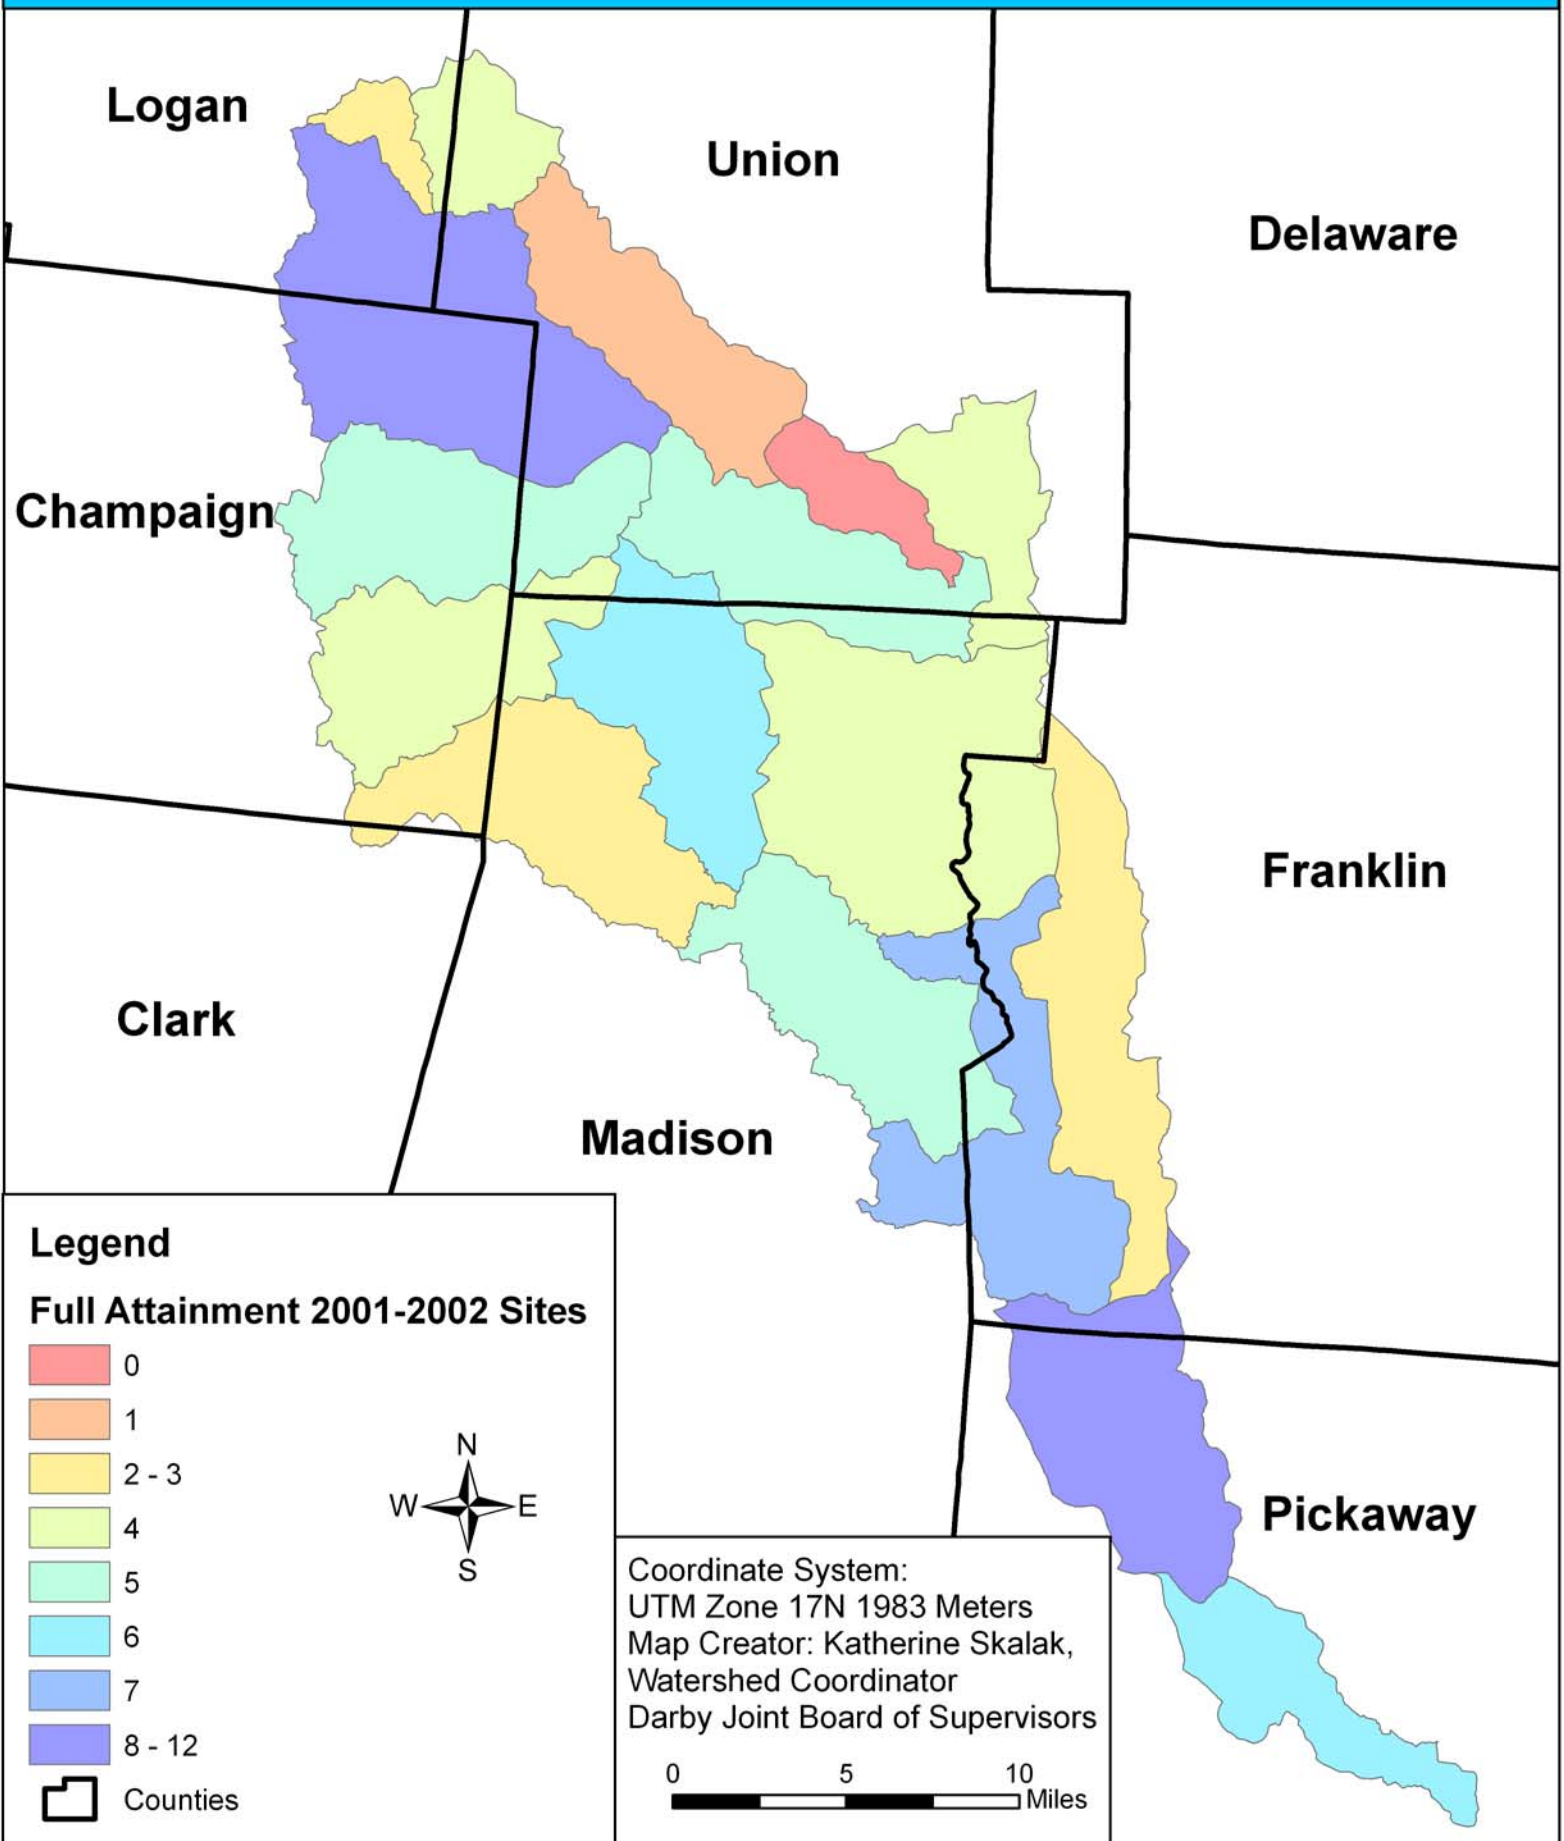 Logan
Union
Delaware
Champaign
Franklin
Clark
Madison
Pickaway
Legend
Full Attainment 2001-2002 Sites
0
1
2 - 3
4
5
6
7
8 - 12
Counties
N
W E
S
Coordinate System:
UTM Zone 17N 1983 Meters
Map Creator: Katherine Skalak,
Watershed Coordinator
Darby Joint Board of Supervisors
0 5 10
Miles